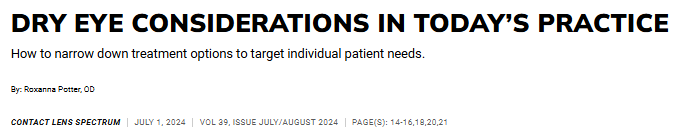 DRY EYE CONSIDERATIONS IN TODAY’S PRACTICE
How to narrow down treatment options to target individual patient needs.
By: Roxanna Potter, OD
CONTACT LENS SPECTRUM | JULY 1, 2024 | VOL 39, ISSUE JULY/AUGUST 2024 | PAGE(S): 14-16,18,20,21